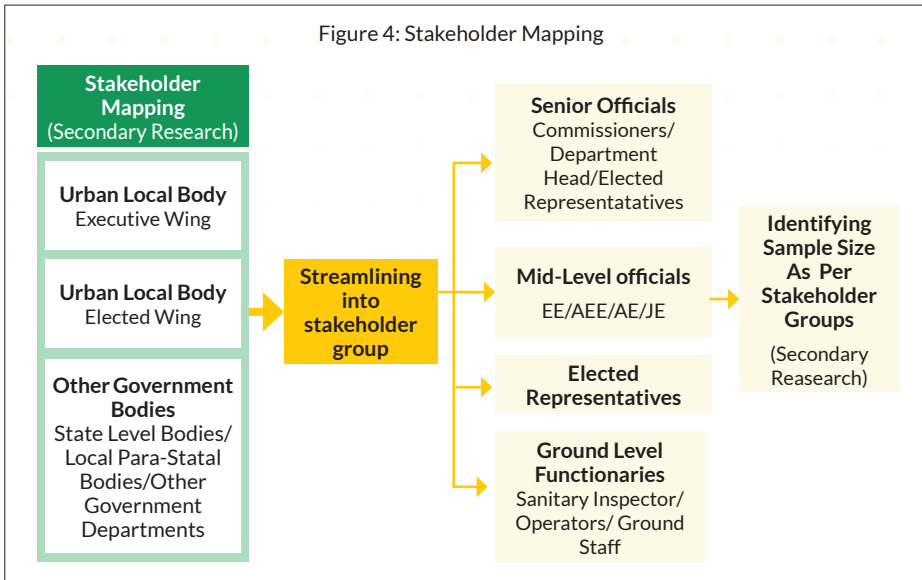 Figure 4: Stakeholder Mapping
Stakeholder
Mapping
(Secondary Research)
Urban Local Body
Executive Wing
Urban Local Body
Elected Wing
Other Government
Bodies
State Level Bodies/
Local Para-Statal
Bodies/Other
Government
Departments
Streamlining
into
stakeholder
group
Senior Officials
Commissioners/
Department
Head/Elected
Representatatives
Mid-Level officials
EE/AEE/AE/JE
Elected
Representatives
Ground Level
Functionaries
Sanitary Inspector/
Operators/ Ground
Staff
Identifying
Sample Size
As Per
Stakeholder
Groups
(Secondary
Reasearch)